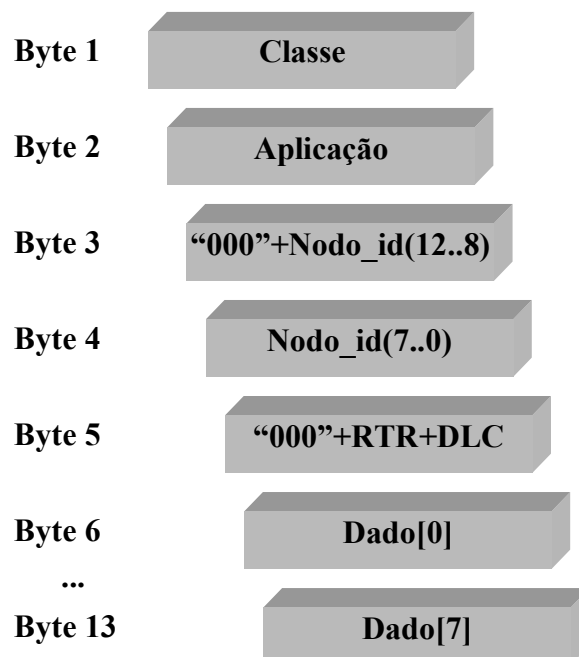 Byte 1 Classe
Byte 2 Aplicação
Byte 3 “000”+Nodo_id(12..8)
Byte 4 Nodo_id(7..0)
Byte 5 “000”+RTR+DLC
Byte 6 Dado[0]
...
Byte 13 Dado[7]